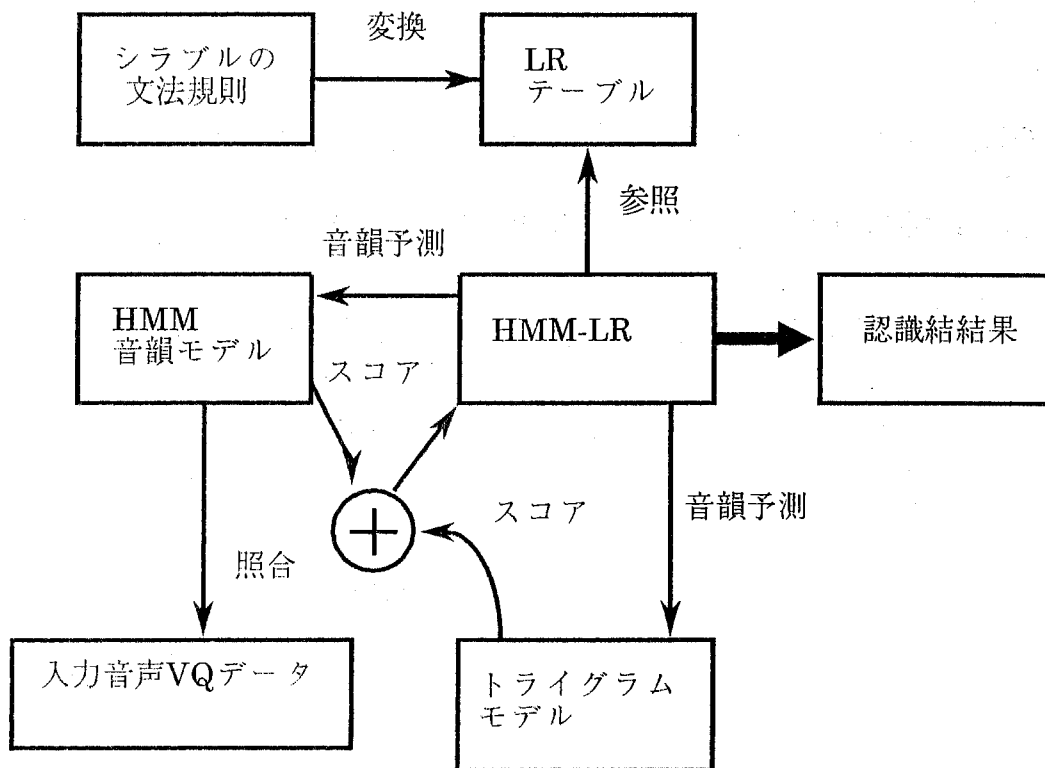 シラブルの
文法規則
変換
LR
テーブル
参照
音韻予測
HMM
音韻モデル
スコア
HMM-LR
認識結結果
スコア
音韻予測
照合
入力音声VQデータ
トライグラム
モデル